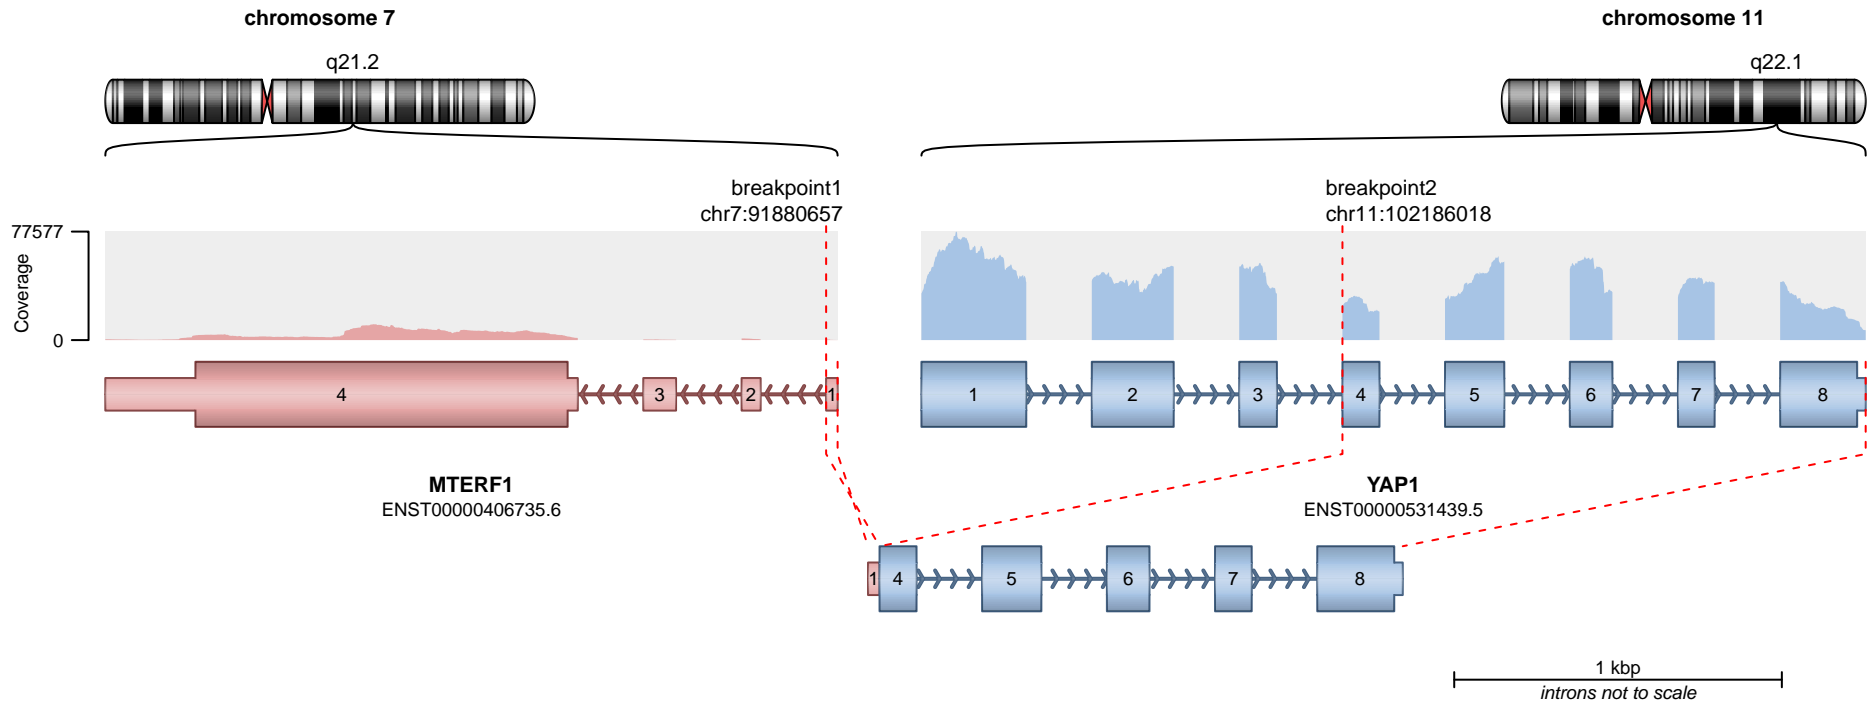 chromosome 7
chromosome 11
q21.2
q22.1
breakpoint1
chr7:91880657
breakpoint2
chr11:102186018
77577
Coverage
0
4
3
2
1
1
2
3
4
5
6
7
8
MTERF1
ENST00000406735.6
YAP1
ENST00000531439.5
1
4
5
6
7
8
1 kbp
introns not to scale